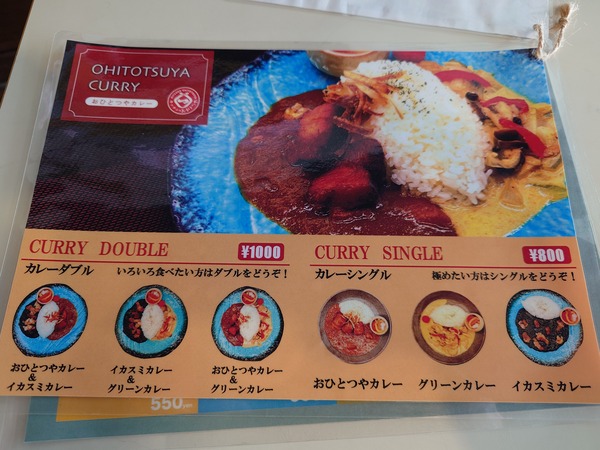 OHITOTSUYA
CURRY
おひとつやカレー
CURRY DOUBLE
¥1000
カレーダブル
いろいろ食べたい方はダブルをどうぞ！
おひとつやカレー
&
イカスミカレー
イカスミカレー
&
グリーンカレー
おひとつやカレー
&
グリーンカレー
CURRY SINGLE
¥800
カレーシングル
極めたい方はシングルをどうぞ！
おひとつやカレー
グリーンカレー
イカスミカレー
550yen